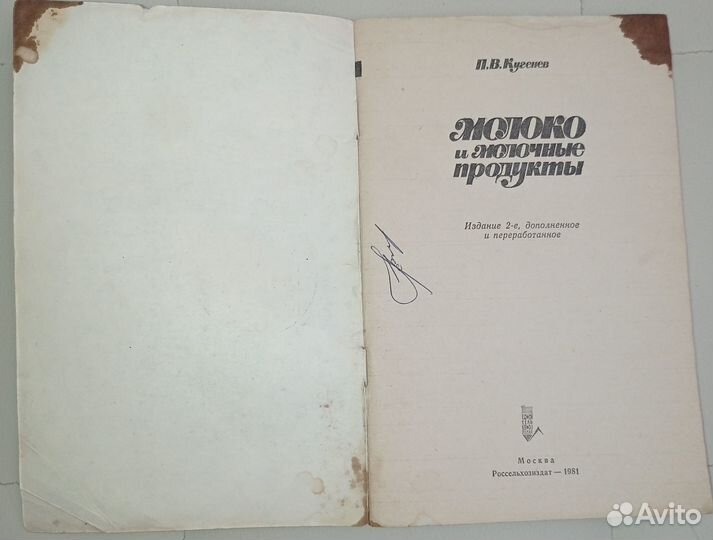 П.В.Кугенев
МОЛОКО
и молочные
продукты
Издание 2-е, дополненное
и переработанное
Москва
Россельхозиздат — 1981
Avito